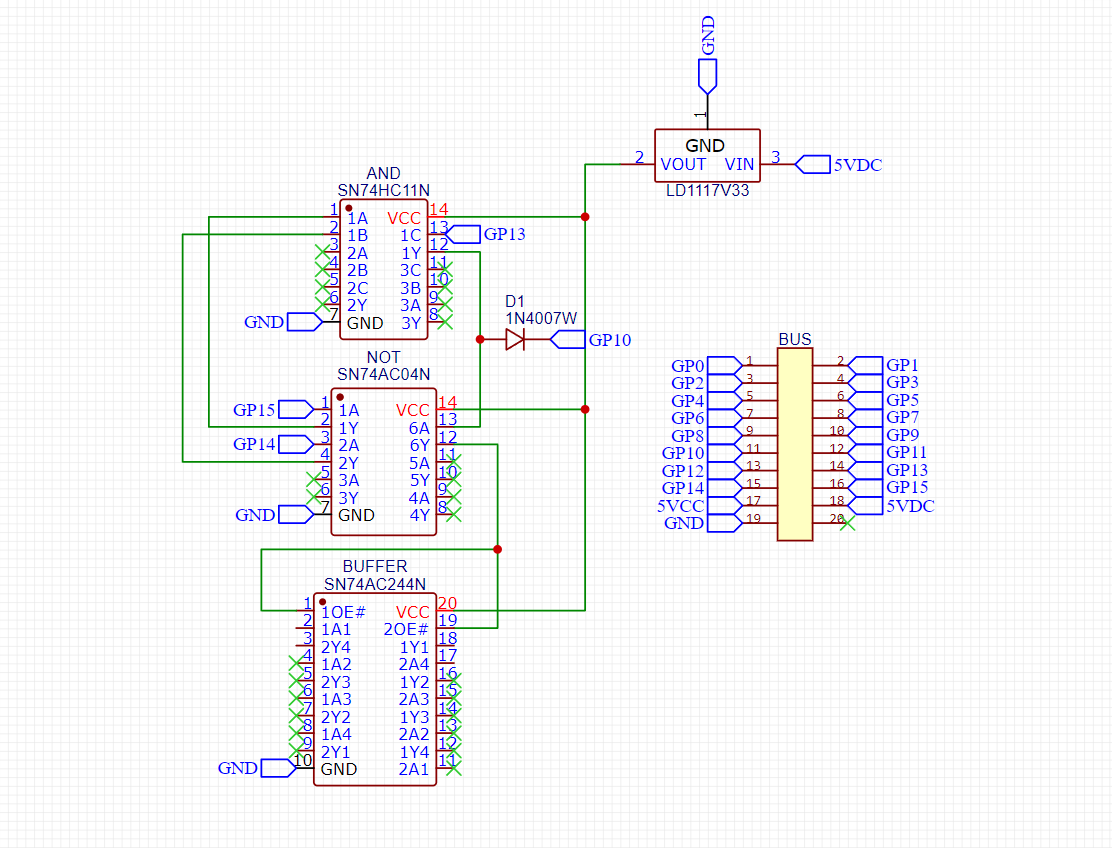 GND
1
GND
2 VOUT VIN 3 5VDC
LD1117V33
AND
SN74HC11N
1 1A VCC 14
2 1B 1C 13 GP13
3 2A 1Y 12
4 2B 3C 11
5 2C 3B 10
6 2Y 3A 9
GND 7 GND 3Y 8
D1
1N4007W
GP10
NOT
SN74AC04N
GP15 1 1A VCC 14
2 1Y 6A 13
GP14 3 2A 6Y 12
4 2Y 5A 11
5 3A 5Y 10
6 3Y 4A 9
GND 7 GND 4Y 8
BUFFER
SN74AC244N
1 1OE# VCC 20
2 1A1 2OE# 19
3 2Y4 1Y1 18
4 1A2 2A4 17
5 2Y3 1Y2 16
6 1A3 2A3 15
7 2Y2 1Y3 14
8 1A4 2A2 13
9 2Y1 1Y4 12
GND 10 GND 2A1 11
BUS
GP0 1 2 GP1
GP2 3 4 GP3
GP4 5 6 GP5
GP6 7 8 GP7
GP8 9 10 GP9
GP10 11 12 GP11
GP12 13 14 GP13
GP14 15 16 GP15
5VCC 17 18 5VDC
GND 19 20